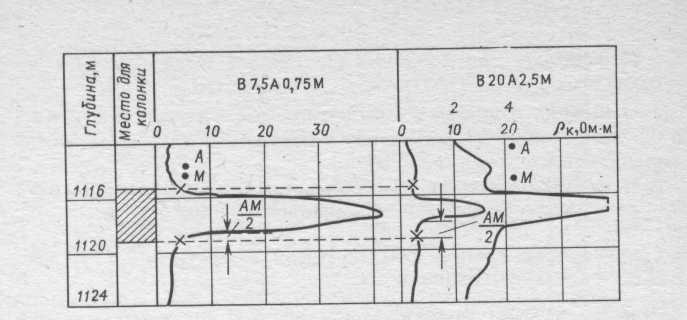 Глубина, м
Место для колонки
В 7,5 А 0,75 М
В 20 А 2,5 М
2 4
0 10 20 30 0 10 20 ρк, Ом·м
А
М
А
М
1116
АМ
2
АМ
2
1120
1124